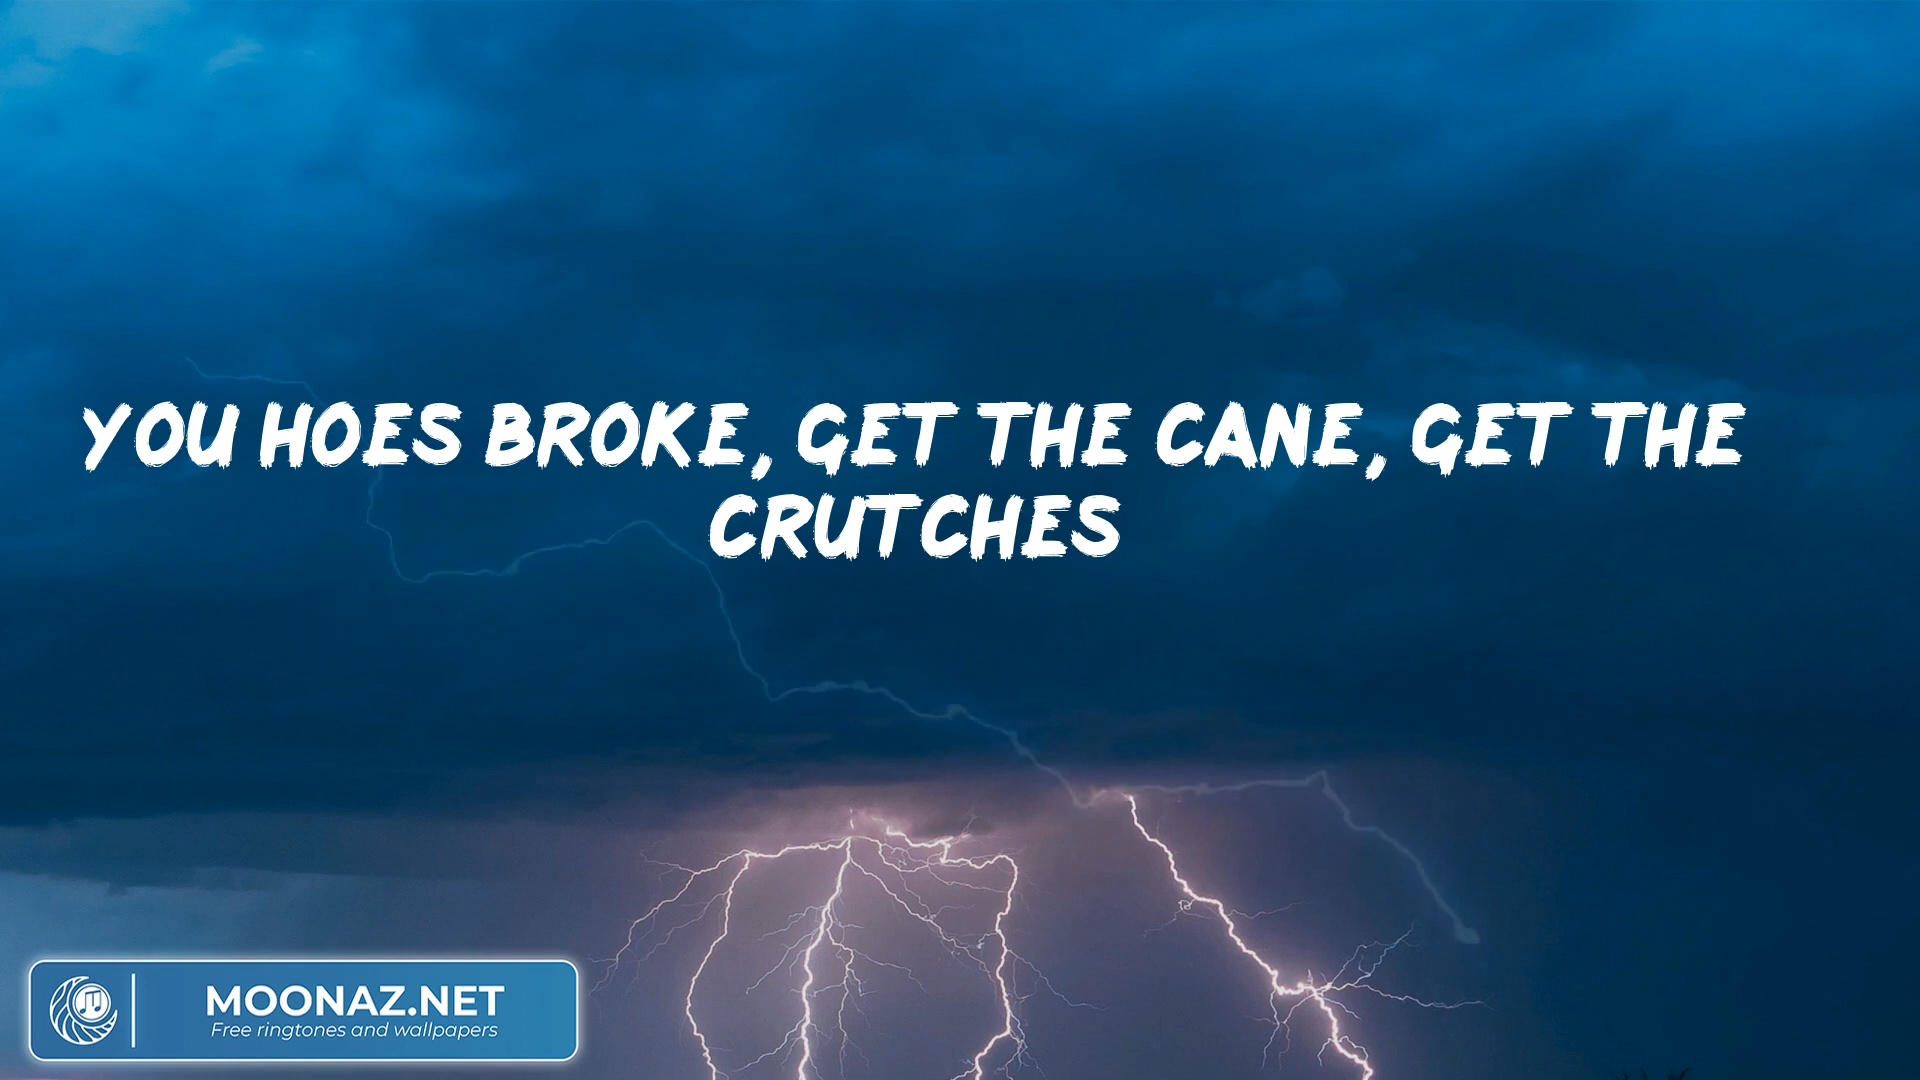 YOU HOES BROKE, GET THE CANE, GET THE
CRUTCHES
MOONAZ.NET
Free ringtones and wallpapers